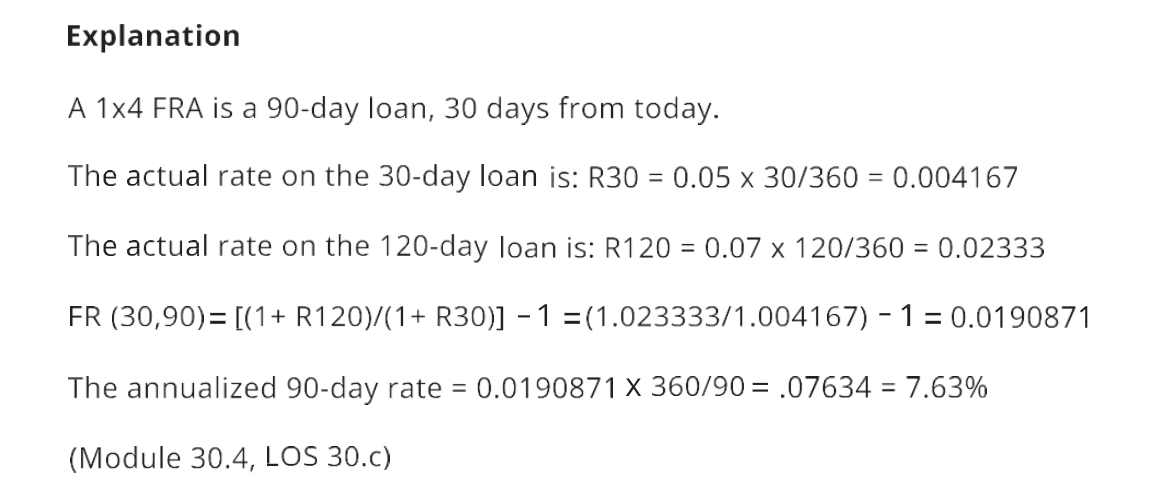 Explanation
A 1x4 FRA is a 90-day loan, 30 days from today.
The actual rate on the 30-day loan is: R30 = 0.05 x 30/360 = 0.004167
The actual rate on the 120-day loan is: R120 = 0.07 x 120/360 = 0.02333
FR (30,90)= [(1+ R120)/(1+ R30)] - 1 =(1.023333/1.004167) - 1 = 0.0190871
The annualized 90-day rate = 0.0190871 X 360/90 = .07634 = 7.63%
(Module 30.4, LOS 30.c)